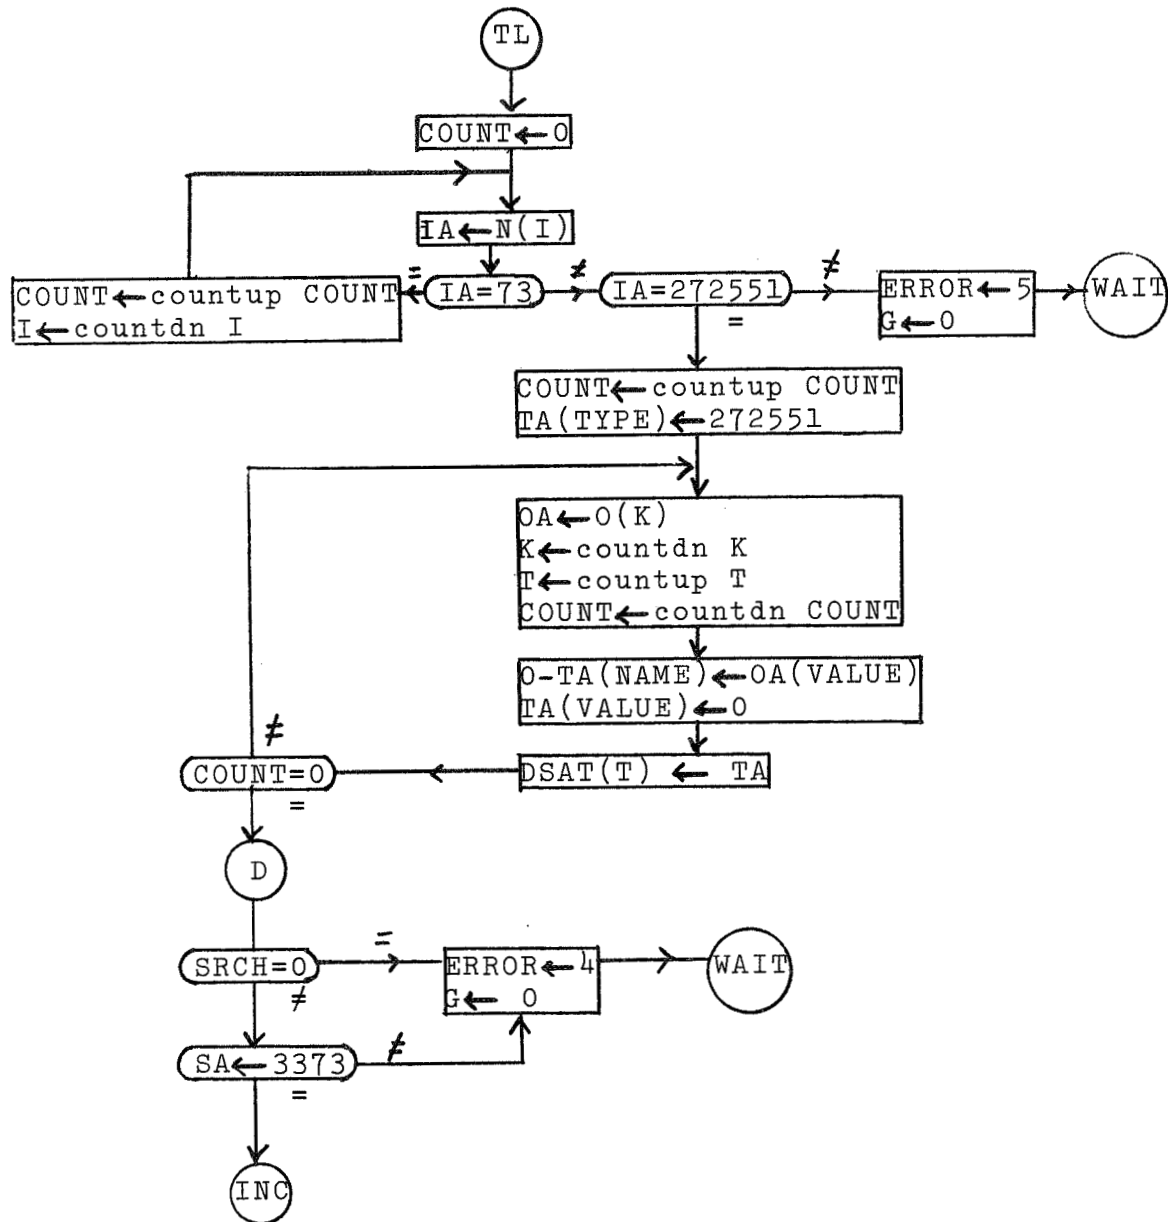 TL
COUNT←0
IA←N(I)
=
IA=73
≠
IA=272551
≠
=
COUNT←countup COUNT
I←countdn I
ERROR←5
G←0
WAIT
COUNT←countup COUNT
TA(TYPE)←272551
OA←O(K)
K←countdn K
T←countup T
COUNT←countdn COUNT
O-TA(NAME)←OA(VALUE)
TA(VALUE)←0
DSAT(T) ← TA
≠
COUNT=0
=
D
SRCH=0
=
≠
ERROR←4
G← 0
WAIT
SA←3373
≠
=
INC